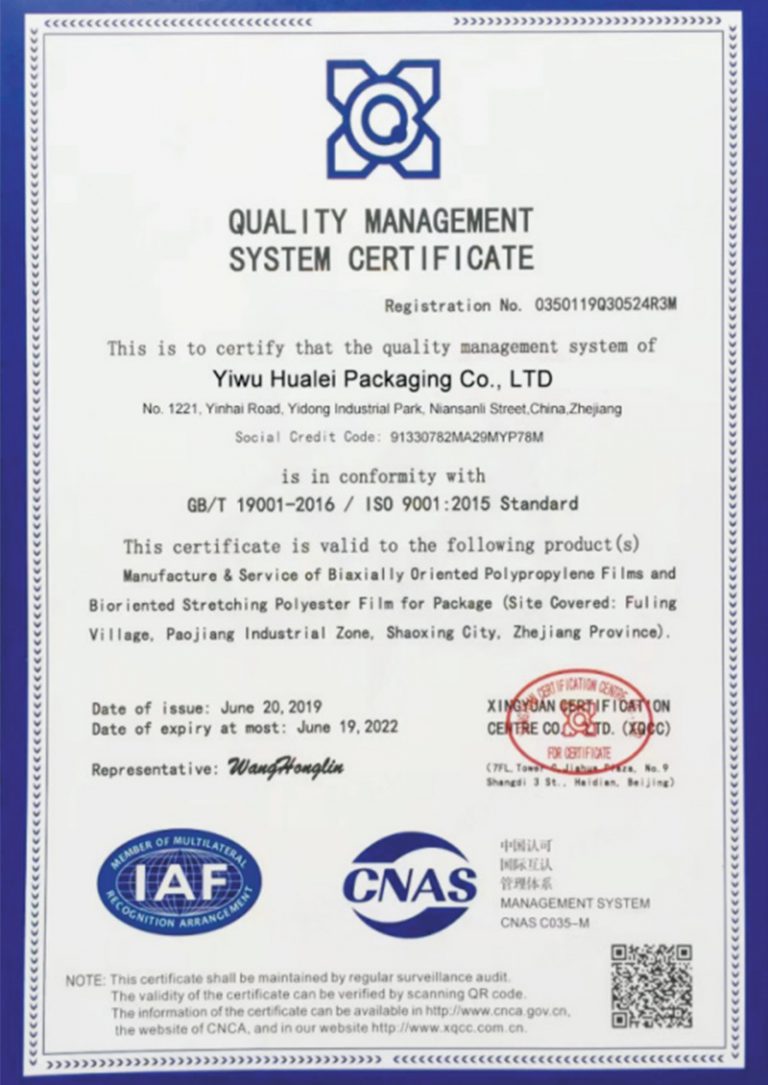 QUALITY MANAGEMENT
SYSTEM CERTIFICATE
Registration No. 0350119Q30524R3M
This is to certify that the quality management system of
Yiwu Hualei Packaging Co., LTD
No. 1221, Yinhai Road, Yidong Industrial Park, Niansanli Street,China,Zhejiang
Social Credit Code: 91330782MA29MYP78M
is in conformity with
GB/T 19001-2016 / ISO 9001:2015 Standard
This certificate is valid to the following product(s)
Manufacture & Service of Biaxially Oriented Polypropylene Films and
Bioriented Stretching Polyester Film for Package (Site Covered: Fuling
Village, Paojiang Industrial Zone, Shaoxing City, Zhejiang Province).
Date of issue: June 20,2019
Date of expiry at most: June 19,2022
Representative: WangHonglin
XINGYUAN CERTIFICATION
CENTRE CO., LTD. (XQCC)
CERTIFICATION CENTRE
FOR CERTIFICATE
(7FL, Tower Jiahua Plaza, No.9
Shangdi 3 St., Haidian, Beijing)
MEMBER OF MULTILATERAL
IAF
RECOGNITION ARRANGEMENT
CNAS
中国认可
国际互认
管理体系
MANAGEMENT SYSTEM
CNAS C035-M
NOTE: This certificate shall be maintained by regular surveillance audit.
The validity of the certificate can be verified by scanning QR code.
The information of the certificate can be available in http://www.cnca.gov.cn,
the website of CNCA, and in our website http://www.xqcc.com.cn.